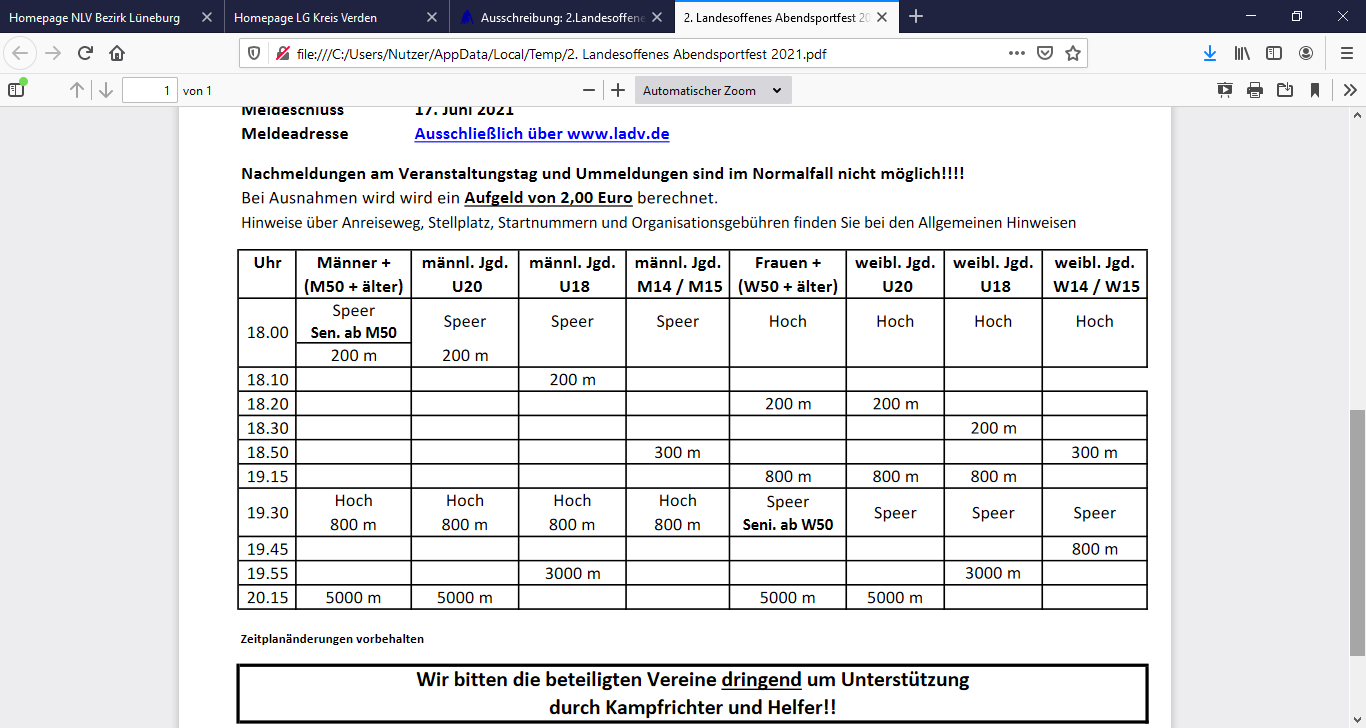 Homepage NLV Bezirk Lüneburg
Homepage LG Kreis Verden
Ausschreibung: 2.Landesoffene
2. Landesoffenes Abendsportfest 20
file:///C:/Users/Nutzer/AppData/Local/Temp/2. Landesoffenes Abendsportfest 2021.pdf
1 von 1
Automatischer Zoom
Meldeschluss 17. Juni 2021
Meldeadresse Ausschließlich über www.ladv.de
Nachmeldungen am Veranstaltungstag und Ummeldungen sind im Normalfall nicht möglich!!!!
Bei Ausnahmen wird wird ein Aufgeld von 2,00 Euro berechnet.
Hinweise über Anreiseweg, Stellplatz, Startnummern und Organisationsgebühren finden Sie bei den Allgemeinen Hinweisen
Uhr Männer + männl. Jgd. männl. Jgd. männl. Jgd. Frauen + weibl. Jgd. weibl. Jgd. weibl. Jgd.
(M50 + älter) U20 U18 M14 / M15 (W50 + älter) U20 U18 W14 / W15
18.00 Speer Speer Speer Speer Hoch Hoch Hoch Hoch
Sen. ab M50
200 m 200 m
18.10 200 m
18.20 200 m 200 m
18.30 200 m
18.50 300 m 300 m
19.15 800 m 800 m 800 m
19.30 Hoch Hoch Hoch Hoch Speer Speer Speer Speer
800 m 800 m 800 m 800 m Seni. ab W50
19.45 800 m
19.55 3000 m 3000 m
20.15 5000 m 5000 m 5000 m 5000 m
Zeitplanänderungen vorbehalten
Wir bitten die beteiligten Vereine dringend um Unterstützung
durch Kampfrichter und Helfer!!